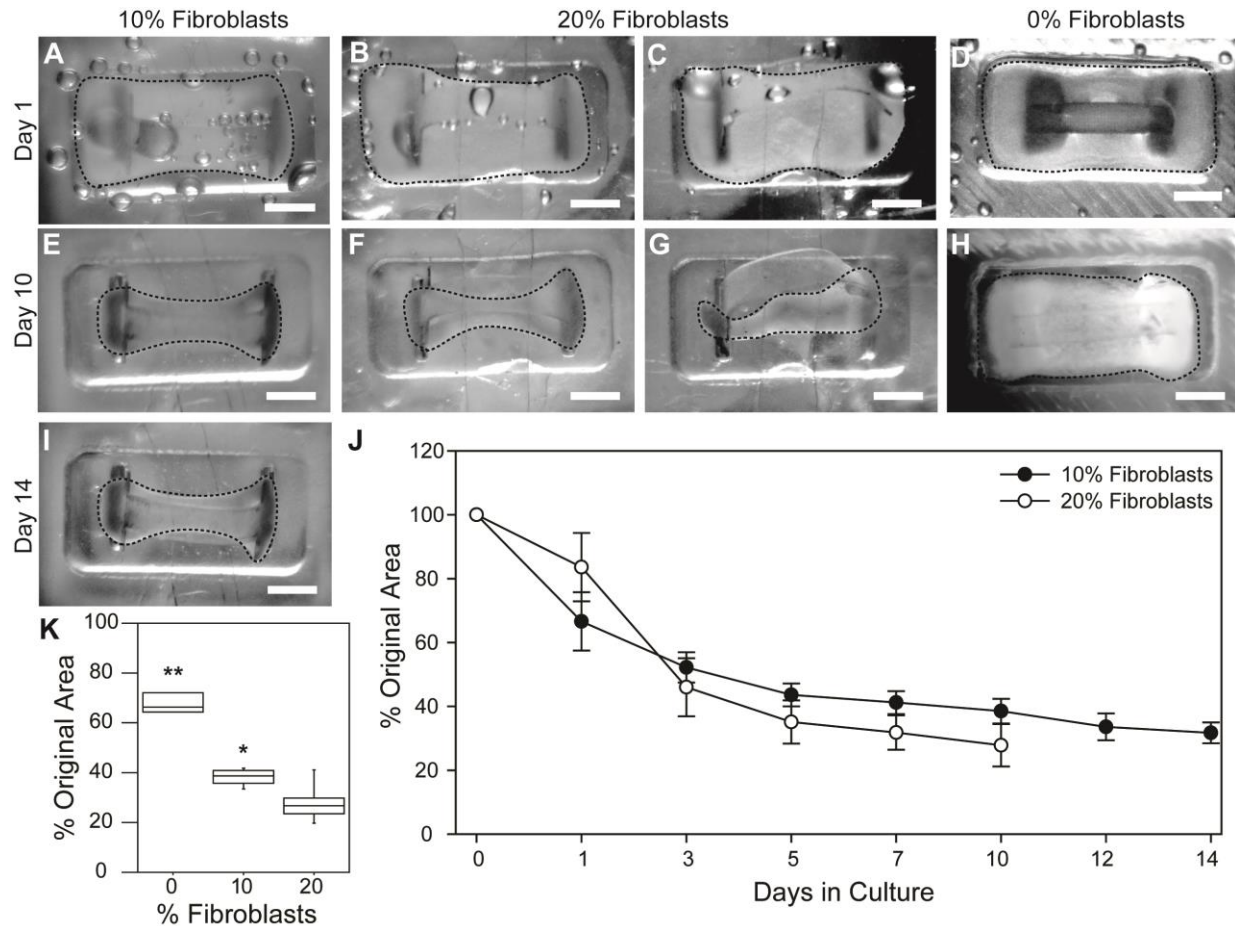 10% Fibroblasts
20% Fibroblasts
0% Fibroblasts
Day 1
A
B
C
D
Day 10
E
F
G
H
Day 14
I
J
120
100
80
60
40
20
0
% Original Area
10% Fibroblasts
20% Fibroblasts
0 1 3 5 7 10 12 14
Days in Culture
K
100
80
60
40
20
0
% Original Area
**
*
0 10 20
% Fibroblasts